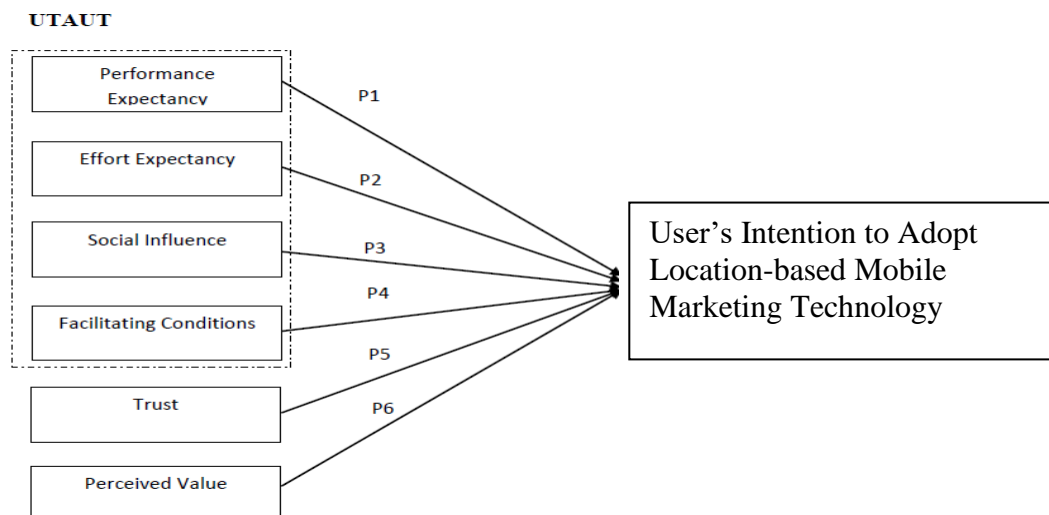 UTAUT
Performance
Expectancy
P1
Effort Expectancy
P2
Social Influence
P3
P4
Facilitating Conditions
P5
Trust
P6
Perceived Value
User’s Intention to Adopt
Location-based Mobile
Marketing Technology